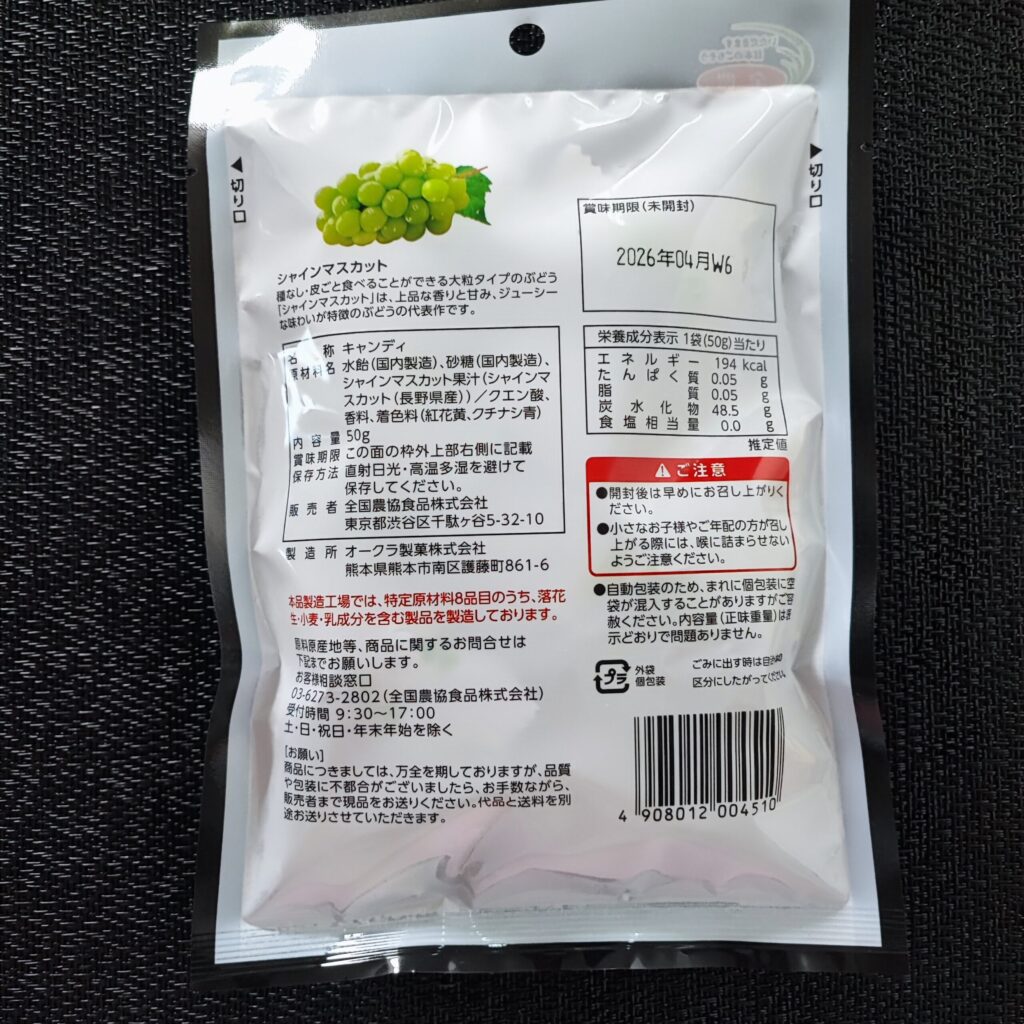 ◀切り口
▶切り口
シャインマスカット
種なし・皮ごと食べることができる大粒タイプのぶどう
「シャインマスカット」は、上品な香りと甘み、ジューシー
な味わいが特徴のぶどうの代表作です。
名称 キャンディ
原材料名 水飴(国内製造)、砂糖(国内製造)、
シャインマスカット果汁(シャインマ
スカット(長野県産))／クエン酸、
香料、着色料(紅花黄、クチナシ青)
内容量 50g
賞味期限 この面の枠外上部右側に記載
保存方法 直射日光・高温多湿を避けて
保存してください。
販売者 全国農協食品株式会社
東京都渋谷区千駄ヶ谷5-32-10
製造所 オークラ製菓株式会社
熊本県熊本市南区護藤町861-6
本品製造工場では、特定原材料8品目のうち、落花
生・小麦・乳成分を含む製品を製造しております。
原料原産地等、商品に関するお問合せは
下記までお願いします。
お客様相談窓口
03-6273-2802(全国農協食品株式会社)
受付時間 9:30〜17:00
土・日・祝日・年末年始を除く
[お願い]
商品につきましては、万全を期しておりますが、品質
や包装に不都合がございましたら、お手数ながら、
販売者まで現品をお送りください。代品と送料を別
途お送りさせていただきます。
賞味期限(未開封)
2026年04月W6
栄養成分表示 1袋(50g)当たり
エネルギー 194 kcal
たんぱく質 0.05 g
脂質 0.05 g
炭水化物 48.5 g
食塩相当量 0.0 g
推定値
ご注意
●開封後は早めにお召し上がりく
ださい。
●小さなお子様やご年配の方が召し
上がる際には、喉に詰まらせない
ようご注意ください。
●自動包装のため、まれに個包装に空
袋が混入することがありますがご容
赦ください。内容量(正味重量)は表
示どおりで問題ありません。
プラ
外袋
個包装
ごみに出す時は自治体の
区分にしたがってください。
4 908012 004510